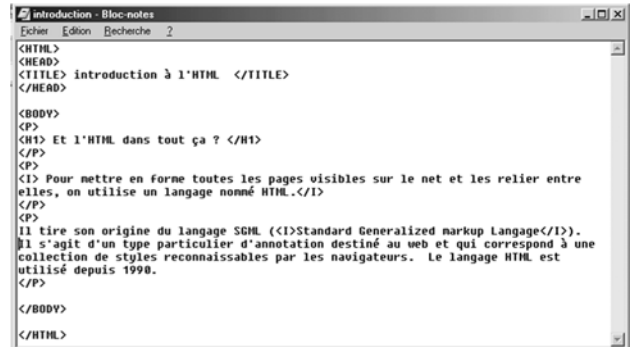 introduction - Bloc-notes
Fichier Edition Recherche ?
<HTML>
<HEAD>
<TITLE> introduction à l'HTML </TITLE>
</HEAD>
<BODY>
<P>
<H1> Et l'HTML dans tout ça ? </H1>
</P>
<P>
<I> Pour mettre en forme toutes les pages visibles sur le net et les relier entre
elles, on utilise un langage nommé HTML.</I>
</P>
<P>
Il tire son origine du langage SGML (<I>Standard Generalized markup Langage</I>).
Il s'agit d'un type particulier d'annotation destiné au web et qui correspond à une
collection de styles reconnaissables par les navigateurs. Le langage HTML est
utilisé depuis 1990.
</P>
</BODY>
</HTML>